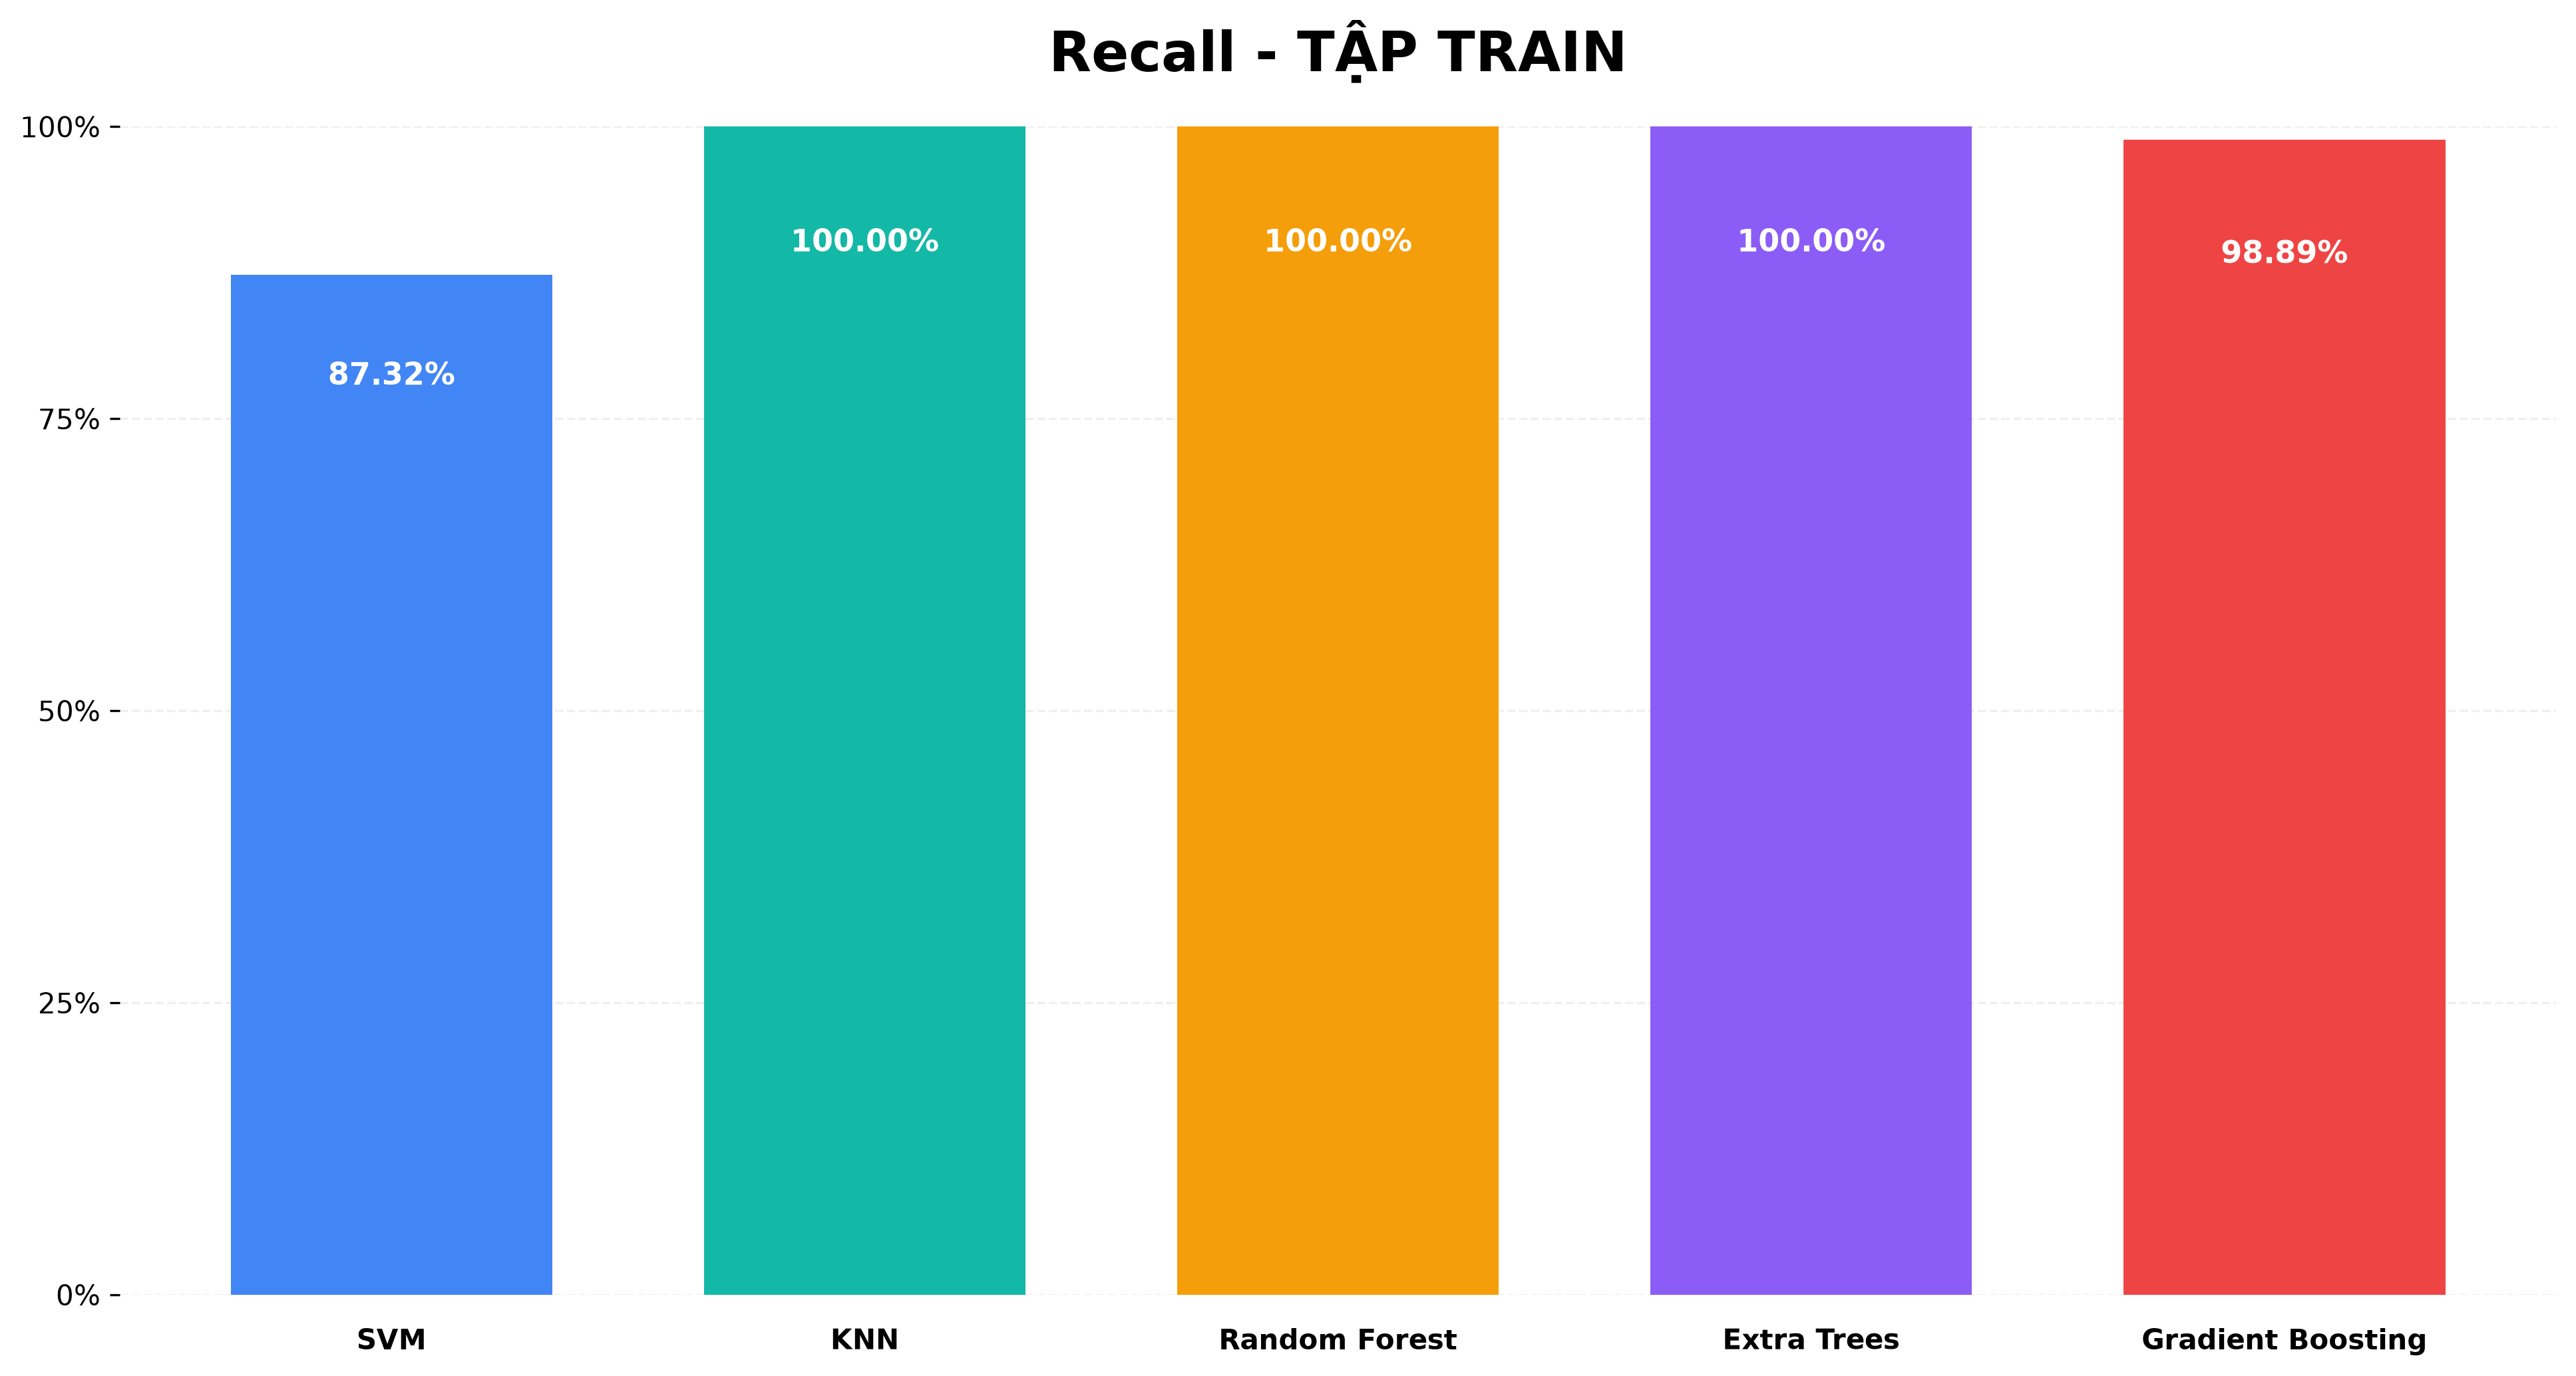 Recall - TẬP TRAIN
100%
75%
50%
25%
0%
87.32%
100.00%
100.00%
100.00%
98.89%
SVM
KNN
Random Forest
Extra Trees
Gradient Boosting